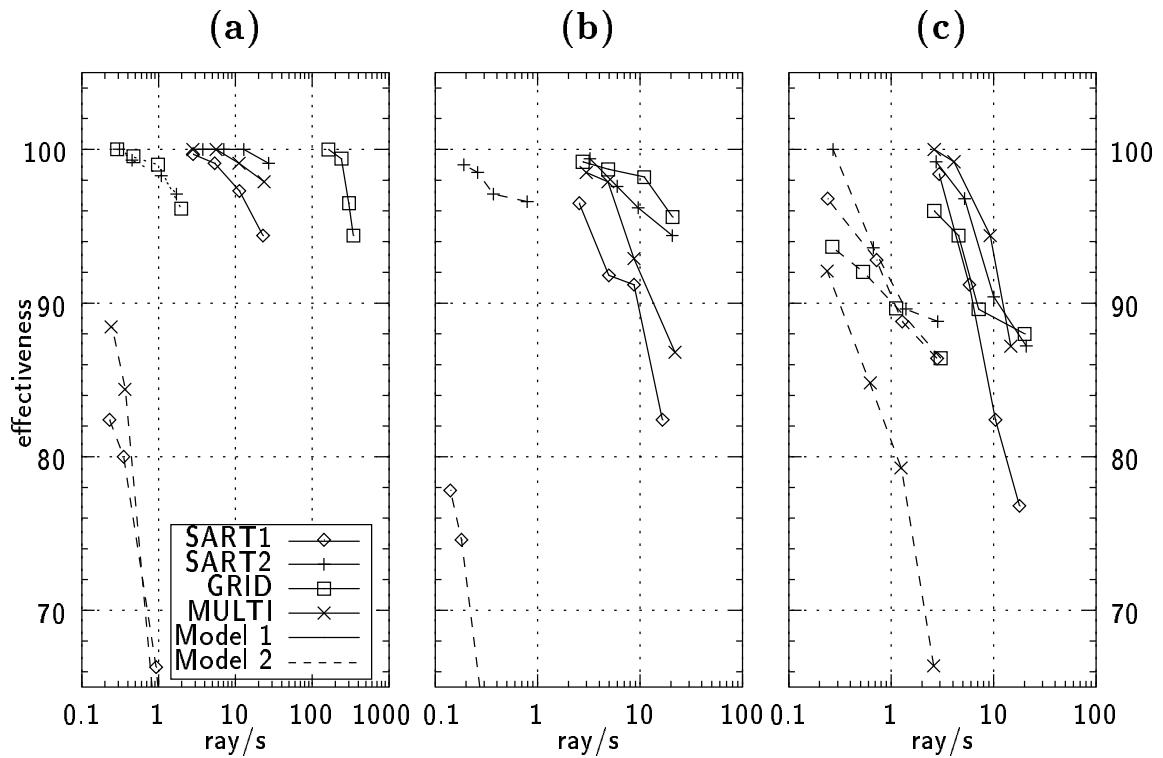 (a) (b) (c)
100 100
90 90
80 80
70 70
effectiveness
SART1
SART2
GRID
MULTI
Model 1
Model 2
0.1 1 10 100 1000 0.1 1 10 100 0.1 1 10 100
ray/s ray/s ray/s